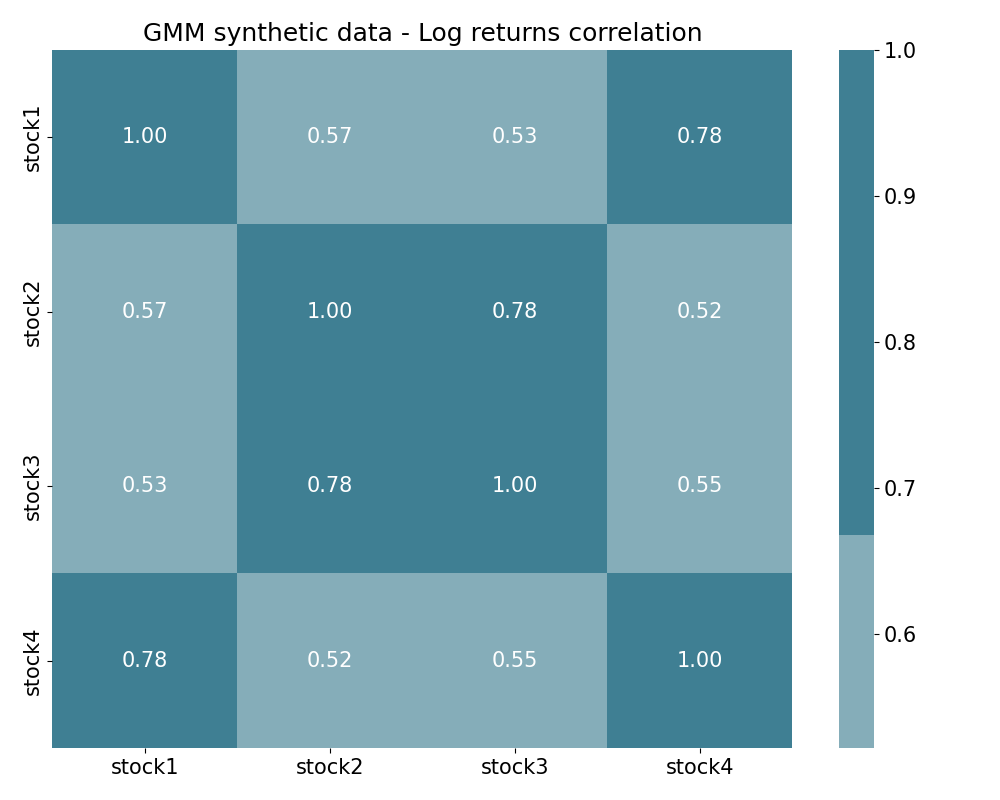 GMM synthetic data - Log returns correlation
stock1 1.00 0.57 0.53 0.78
stock2 0.57 1.00 0.78 0.52
stock3 0.53 0.78 1.00 0.55
stock4 0.78 0.52 0.55 1.00
stock1 stock2 stock3 stock4
1.0
0.9
0.8
0.7
0.6